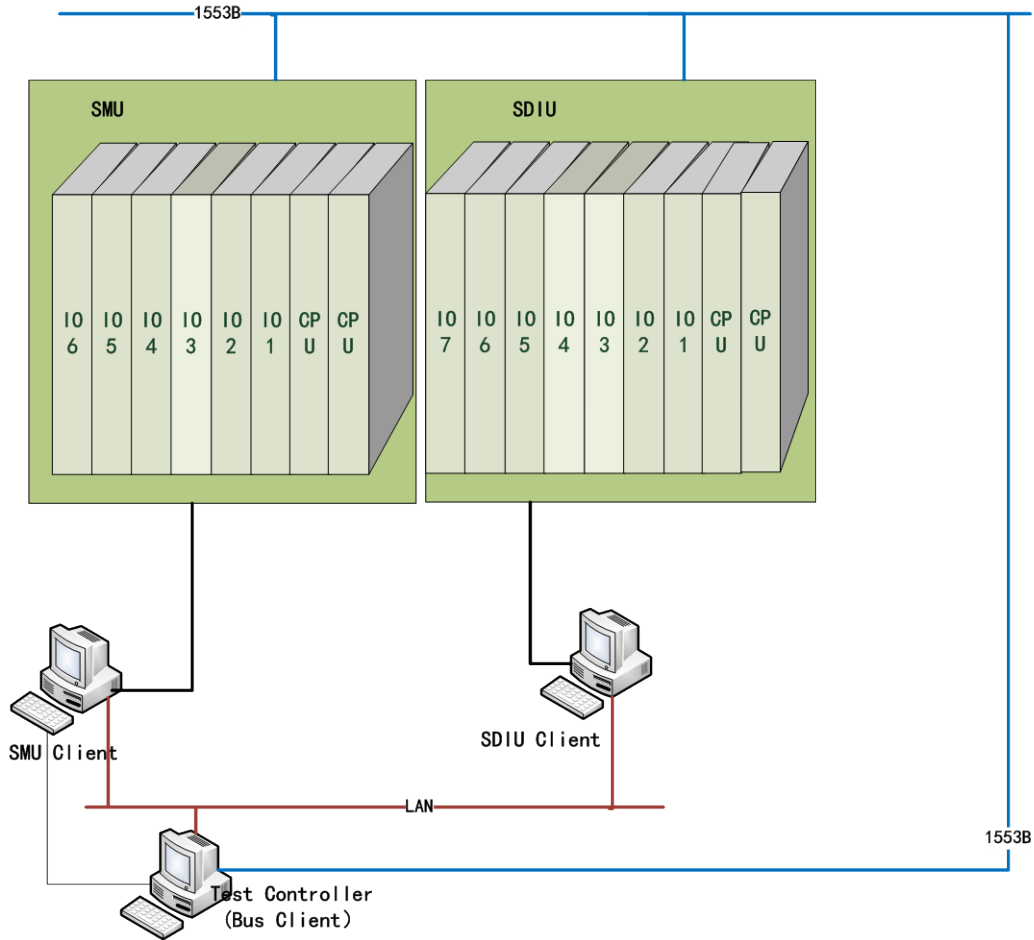 1553B
SMU
SDIU
IO
6
IO
5
IO
4
IO
3
IO
2
IO
1
CP
U
CP
U
IO
7
IO
6
IO
5
IO
4
IO
3
IO
2
IO
1
CP
U
CP
U
SMU Client
SDIU Client
LAN
1553B
Test Controller
(Bus Client)